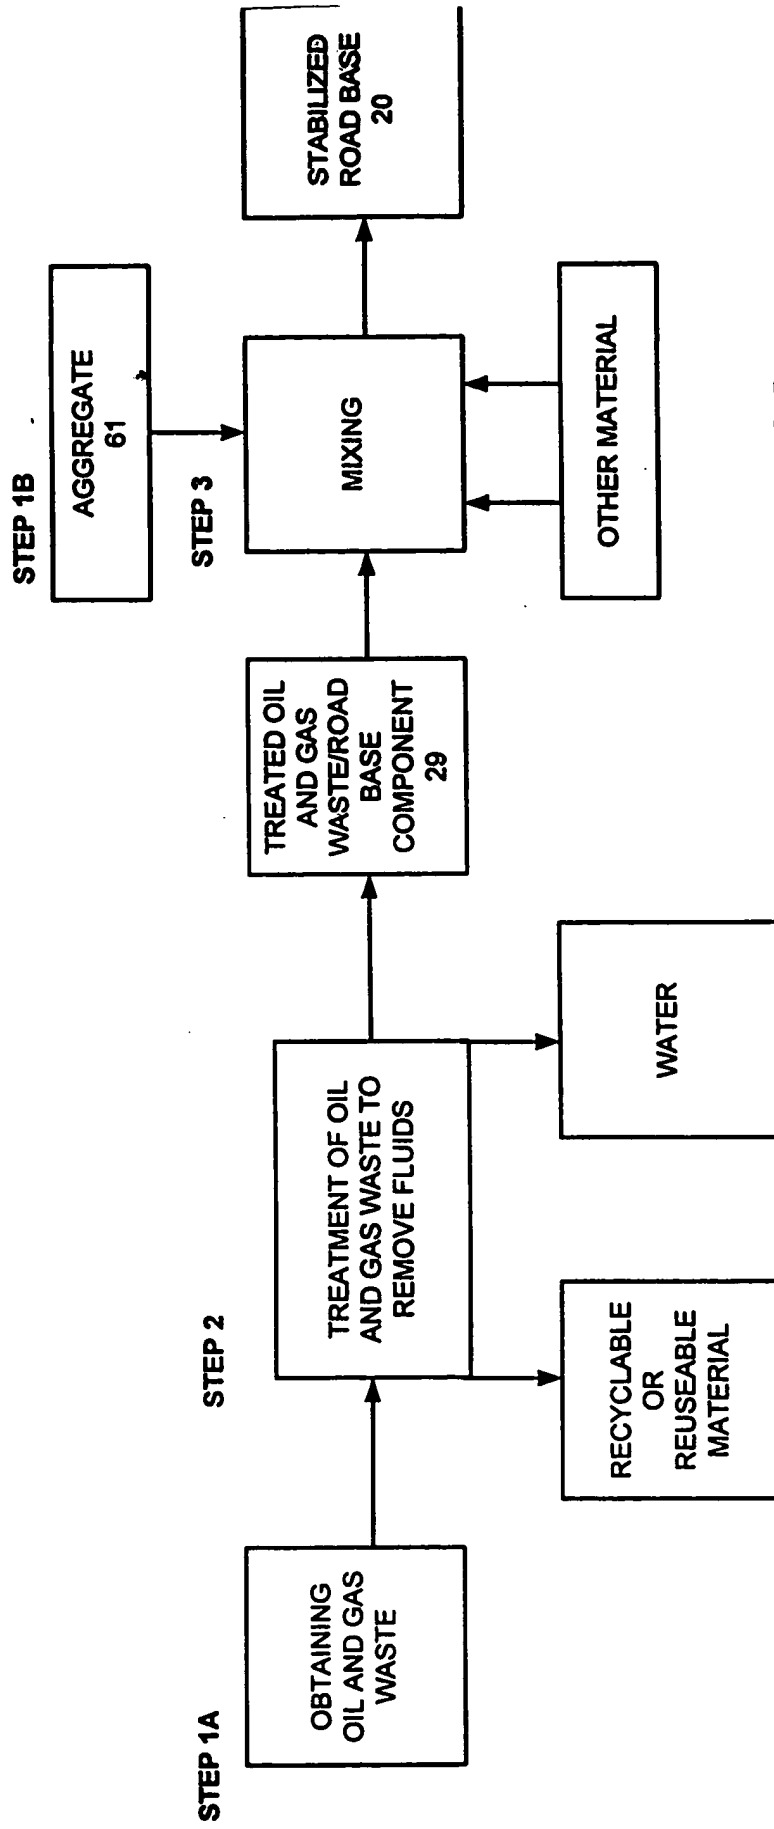 STEP 1A
OBTAINING
OIL AND GAS
WASTE
STEP 2
TREATMENT OF OIL
AND GAS WASTE TO
REMOVE FLUIDS
RECYCLABLE
OR
REUSEABLE
MATERIAL
WATER
TREATED OIL
AND GAS
WASTE/ROAD
BASE
COMPONENT
29
STEP 1B
AGGREGATE
61
STEP 3
MIXING
OTHER MATERIAL
STABILIZED
ROAD BASE
20